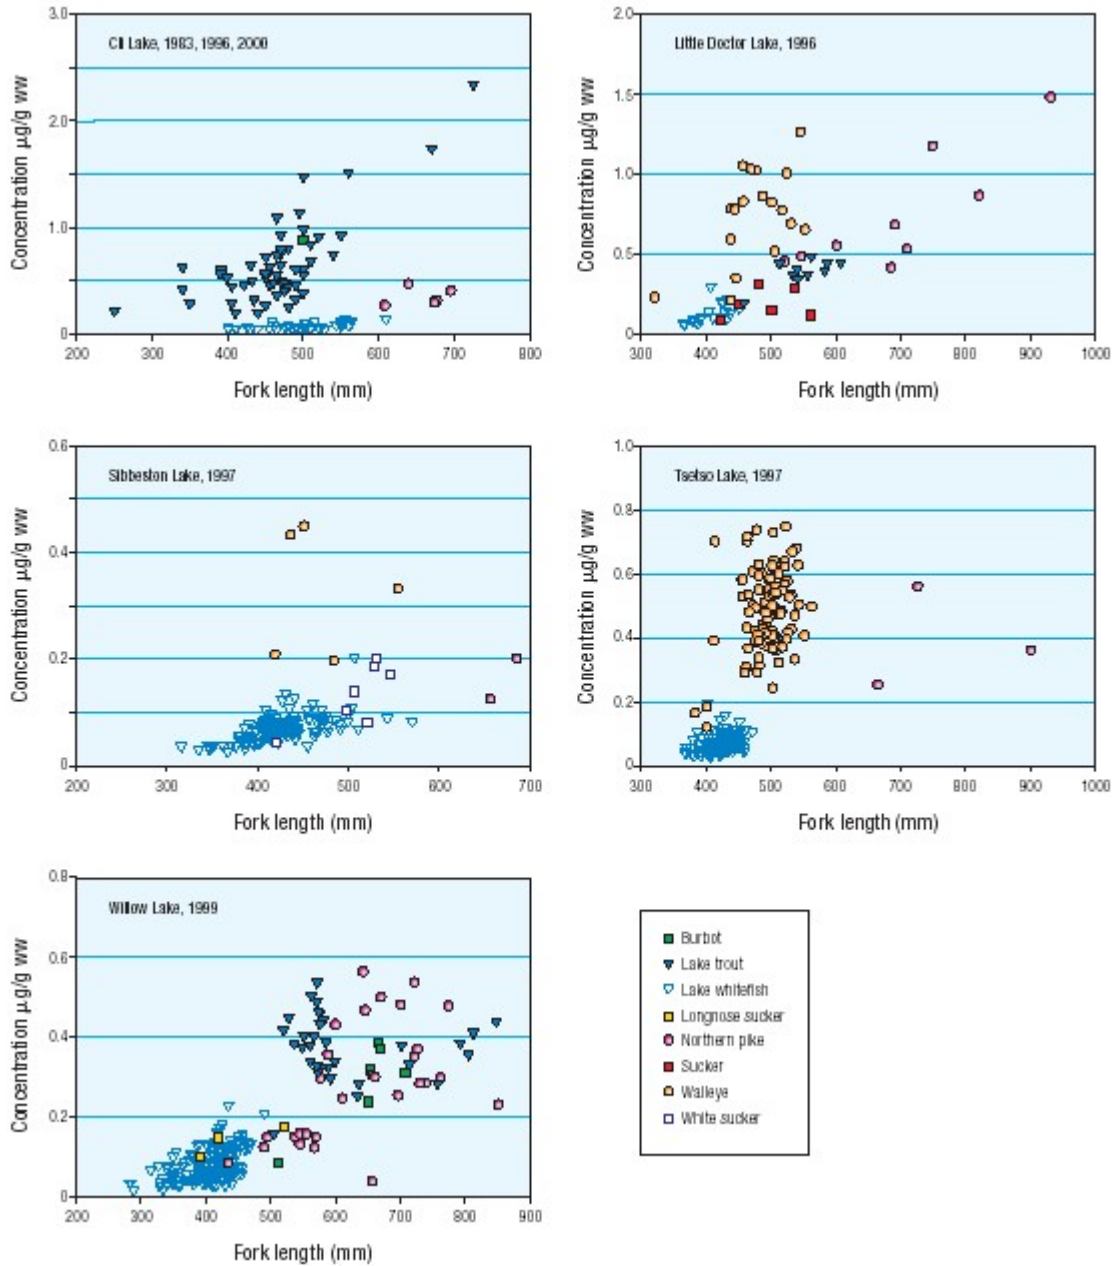 3.0
2.0
1.0
0
Cli Lake, 1983, 1996, 2000
Concentration µg/g ww
200 300 400 500 600 700 800
Fork length (mm)
2.0
1.5
1.0
0.5
0
Little Doctor Lake, 1996
Concentration µg/g ww
300 400 500 600 700 800 900 1000
Fork length (mm)
0.6
0.4
0.2
0
Sibbeston Lake, 1997
Concentration µg/g ww
200 300 400 500 600 700
Fork length (mm)
1.0
0.8
0.6
0.4
0.2
0
Tsetso Lake, 1997
Concentration µg/g ww
300 400 500 600 700 800 900 1000
Fork length (mm)
0.8
0.6
0.4
0.2
0
Willow Lake, 1999
Concentration µg/g ww
200 300 400 500 600 700 800 900
Fork length (mm)
Burbot
Lake trout
Lake whitefish
Longnose sucker
Northern pike
Sucker
Walleye
White sucker